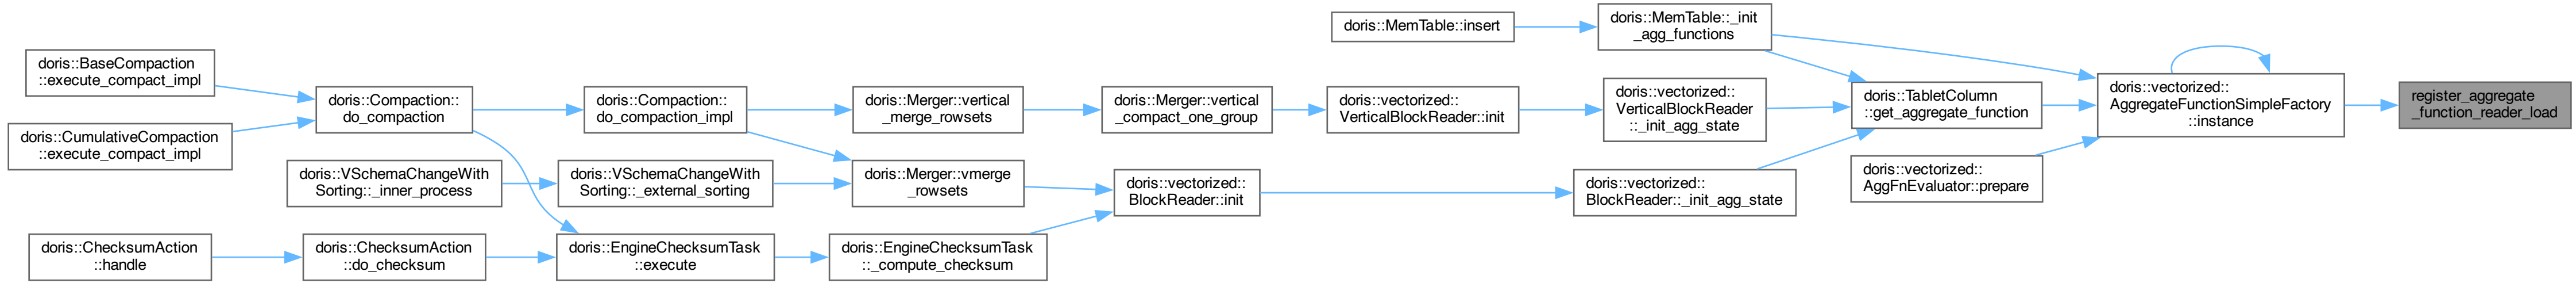 doris::MemTable::insert
doris::MemTable::_init
_agg_functions
doris::BaseCompaction
::execute_compact_impl
doris::CumulativeCompaction
::execute_compact_impl
doris::Compaction::
do_compaction
doris::Compaction::
do_compaction_impl
doris::Merger::vertical
_merge_rowsets
doris::Merger::vertical
_compact_one_group
doris::vectorized::
VerticalBlockReader::init
doris::vectorized::
VerticalBlockReader
::_init_agg_state
doris::TabletColumn
::get_aggregate_function
doris::vectorized::
AggregateFunctionSimpleFactory
::instance
register_aggregate
_function_reader_load
doris::VSchemaChangeWith
Sorting::_inner_process
doris::VSchemaChangeWith
Sorting::_external_sorting
doris::Merger::vmerge
_rowsets
doris::vectorized::
BlockReader::init
doris::vectorized::
BlockReader::_init_agg_state
doris::vectorized::
AggFnEvaluator::prepare
doris::ChecksumAction
::handle
doris::ChecksumAction
::do_checksum
doris::EngineChecksumTask
::execute
doris::EngineChecksumTask
::_compute_checksum